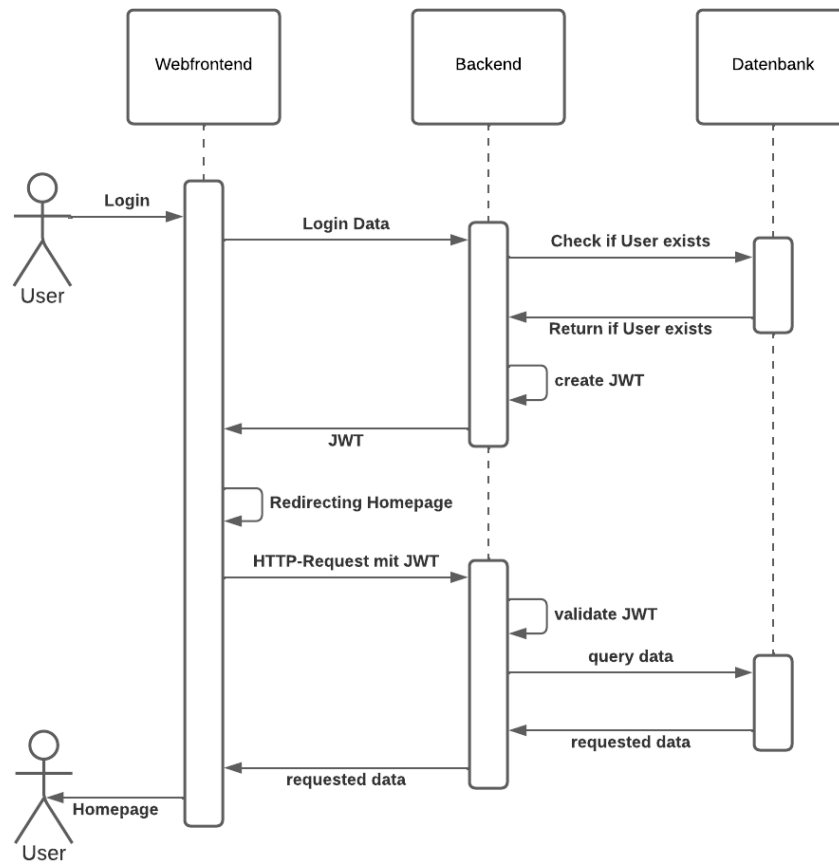 Webfrontend
Backend
Datenbank
Login
Login Data
Check if User exists
User
Return if User exists
create JWT
JWT
Redirecting Homepage
HTTP-Request mit JWT
validate JWT
query data
requested data
requested data
Homepage
User